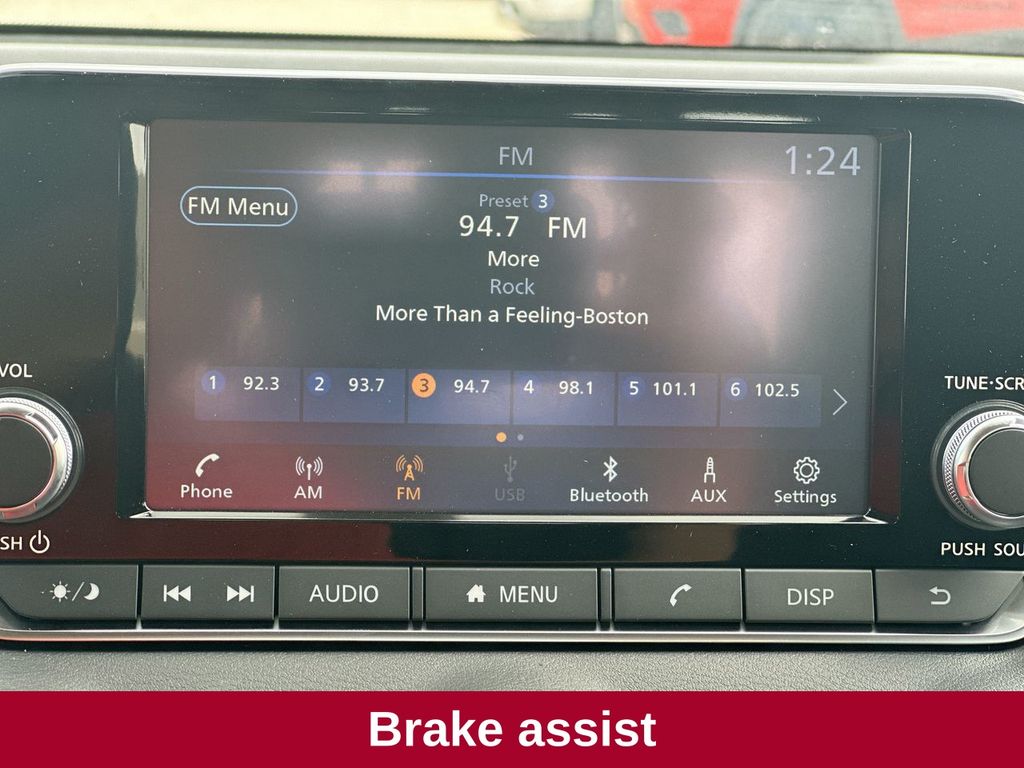 FM
1:24
FM Menu
Preset 3
94.7 FM
More
Rock
More Than a Feeling-Boston
1 92.3 2 93.7 3 94.7 4 98.1 5 101.1 6 102.5
VOL
TUNE·SCR
Phone AM FM USB Bluetooth AUX Settings
SH
PUSH SOU
AUDIO MENU DISP
Brake assist